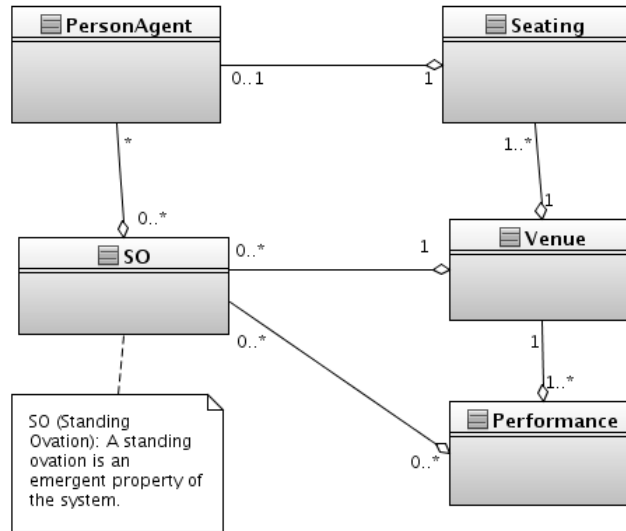 PersonAgent
Seating
0..1
1
*
1..*
0..*
1
SO
0..*
1
Venue
0..*
1
1..*
SO (Standing
Ovation): A standing
ovation is an
emergent property of
the system.
Performance
0..*